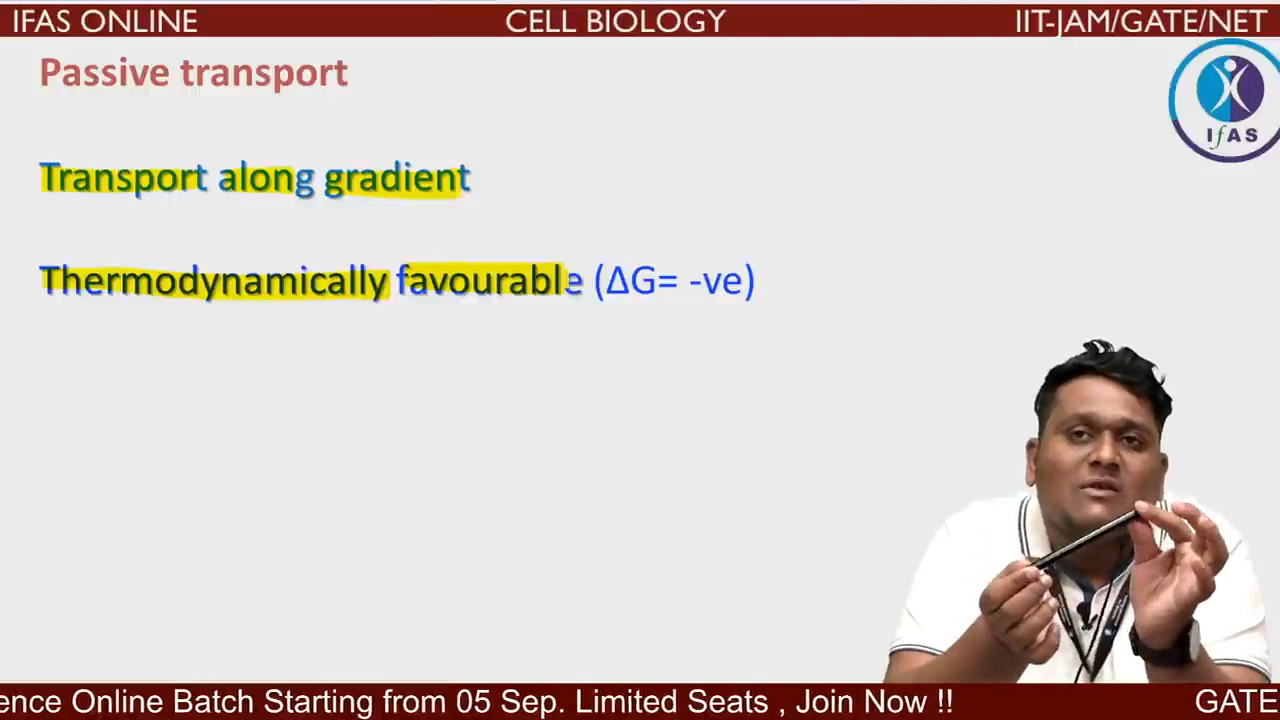 IFAS ONLINE CELL BIOLOGY IIT-JAM/GATE/NET
Passive transport
IfAS
Transport along gradient
Thermodynamically favourable (ΔG= -ve)
ence Online Batch Starting from 05 Sep. Limited Seats , Join Now !! GATE